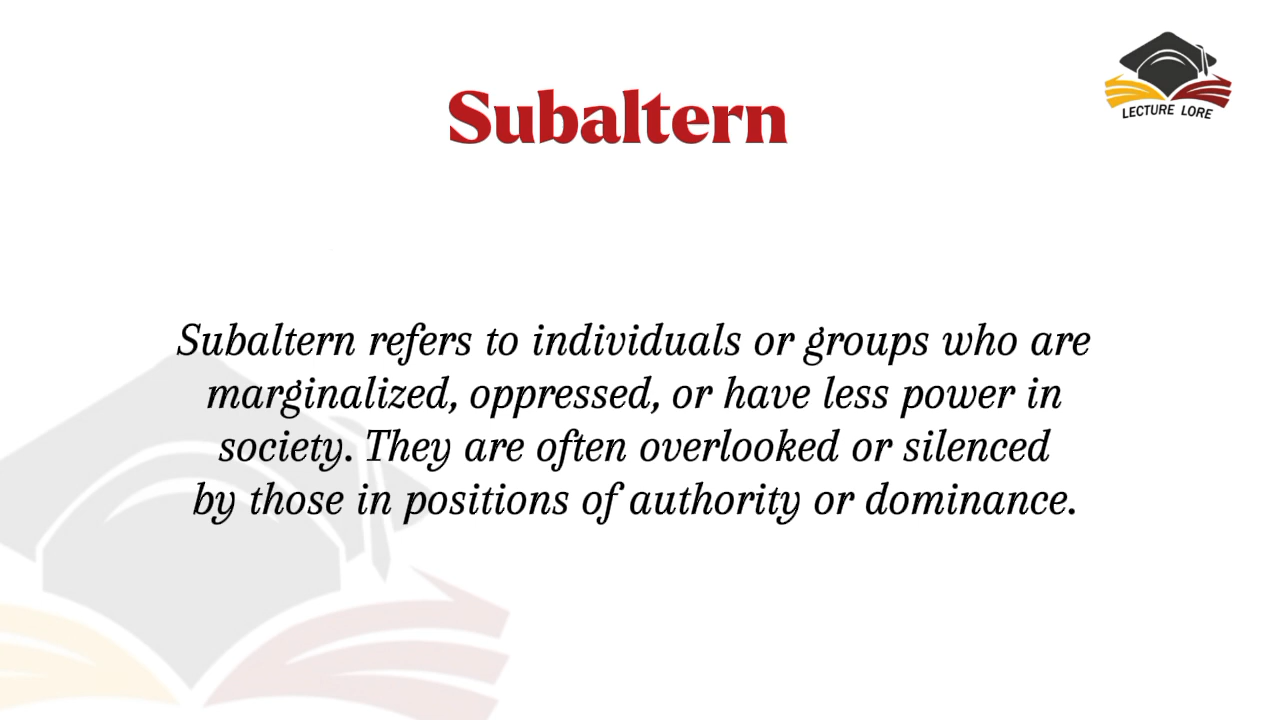 Subaltern
LECTURE LORE
Subaltern refers to individuals or groups who are
marginalized, oppressed, or have less power in
society. They are often overlooked or silenced
by those in positions of authority or dominance.